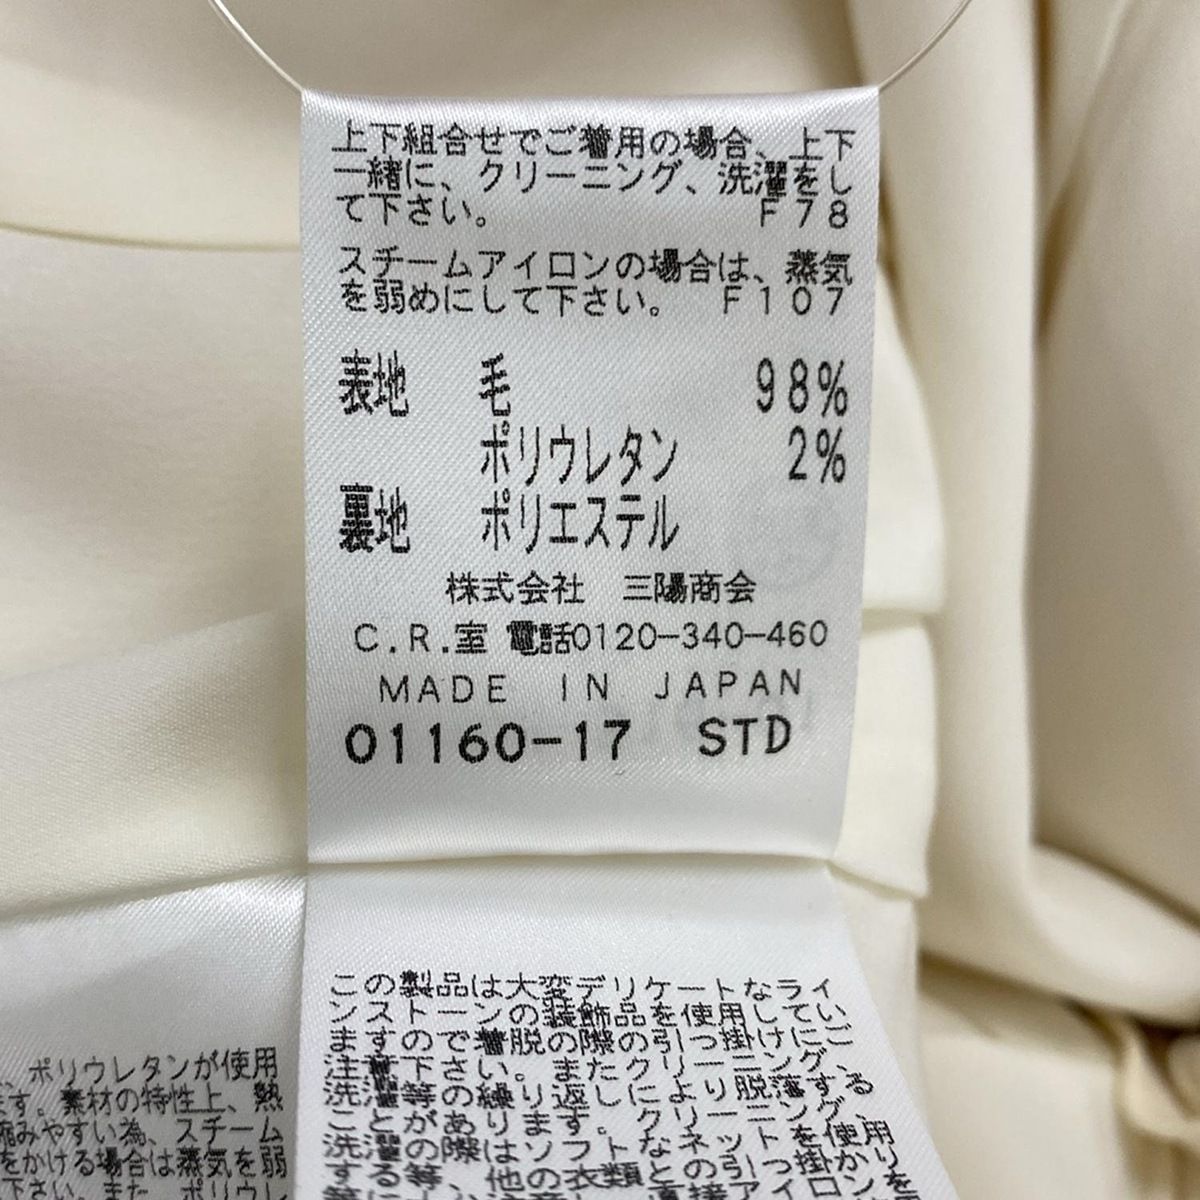 上下組合せでご着用の場合、上下
一緒に、クリーニング、洗濯をし
て下さい。 F78
スチームアイロンの場合は、蒸気
を弱めにして下さい。 F107
表地 毛 98%
ポリウレタン 2%
裏地 ポリエステル
株式会社 三陽商会
C.R.室 電話0120-340-460
MADE IN JAPAN
01160-17 STD
この製品は大変デリケートなライ
ンストーンの装飾品を使用してい
ますので着脱の際の引っ掛けにご
注意下さい。またクリーニング、
洗濯等の繰り返しにより脱落する
ことがあります。クリーニング、
洗濯の際はソフトなネットを使用
する等、他の衣類との引っ掛かり
ポリウレタンが使用
ます。素材の特性上、熱
縮みやすい為、スチーム
をかける場合は蒸気を弱
下さい。また、ポリウレ